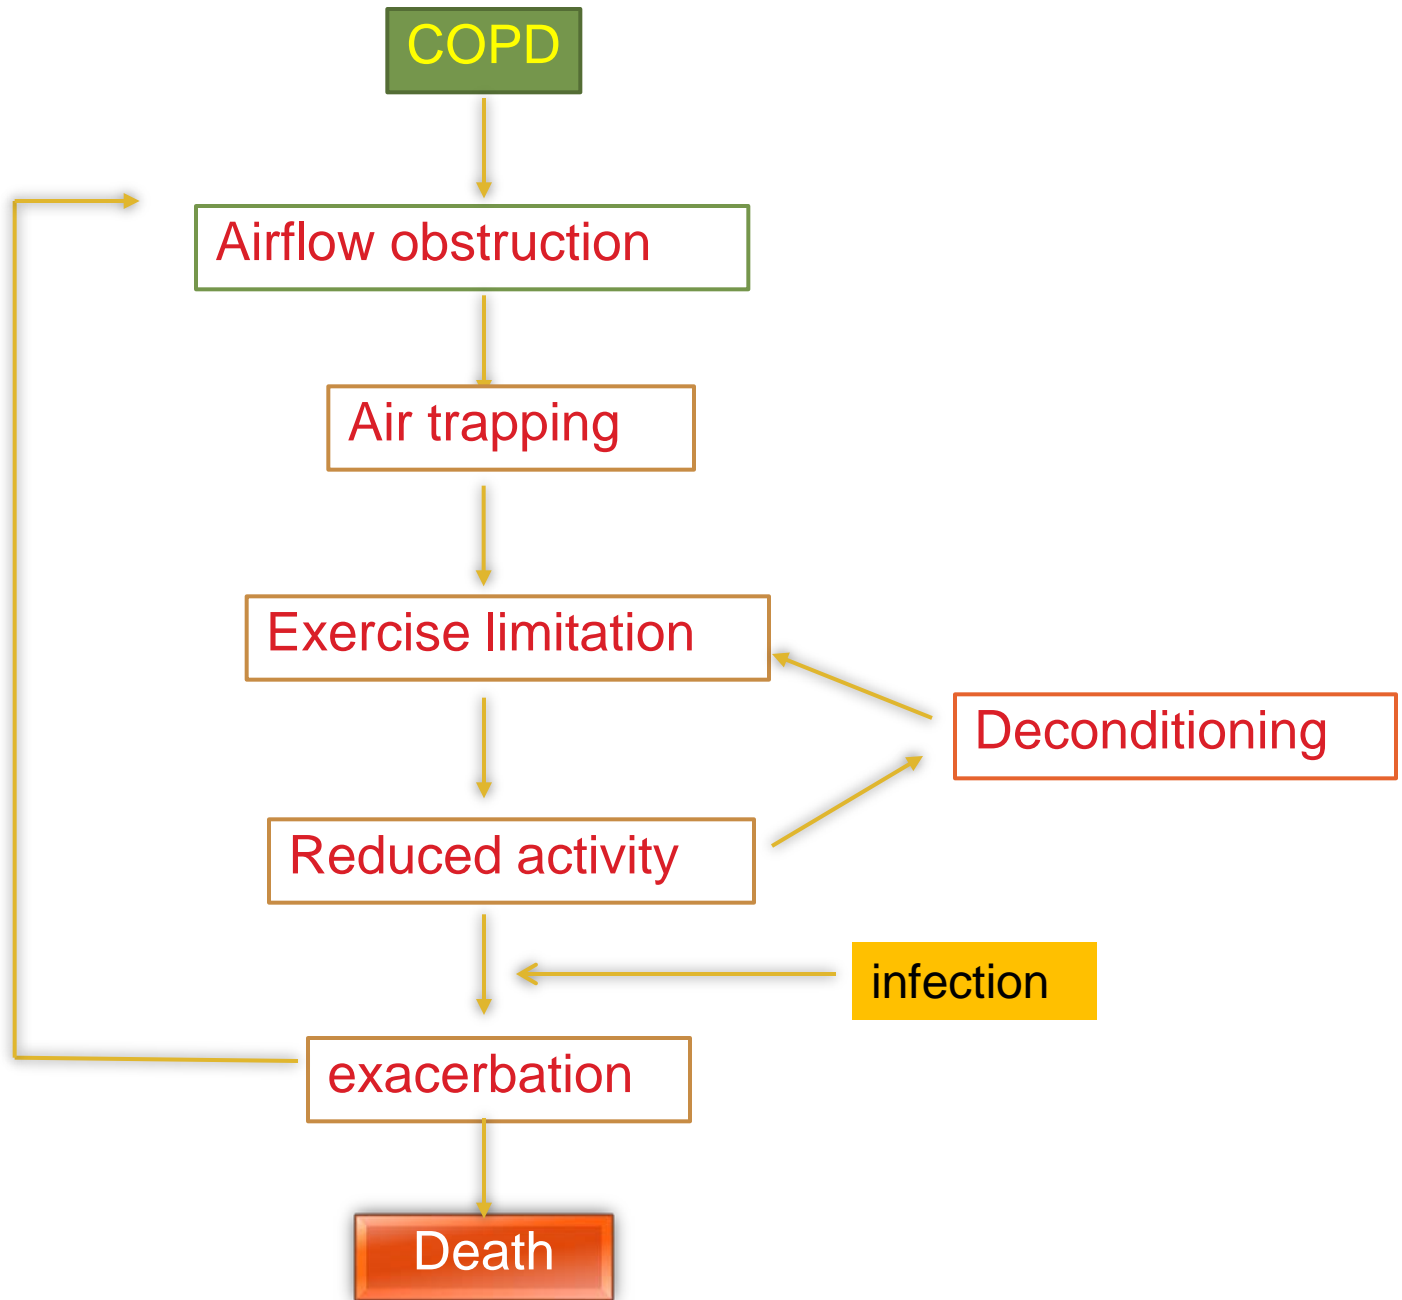 COPD
Airflow obstruction
Air trapping
Exercise limitation
Deconditioning
Reduced activity
infection
exacerbation
Death